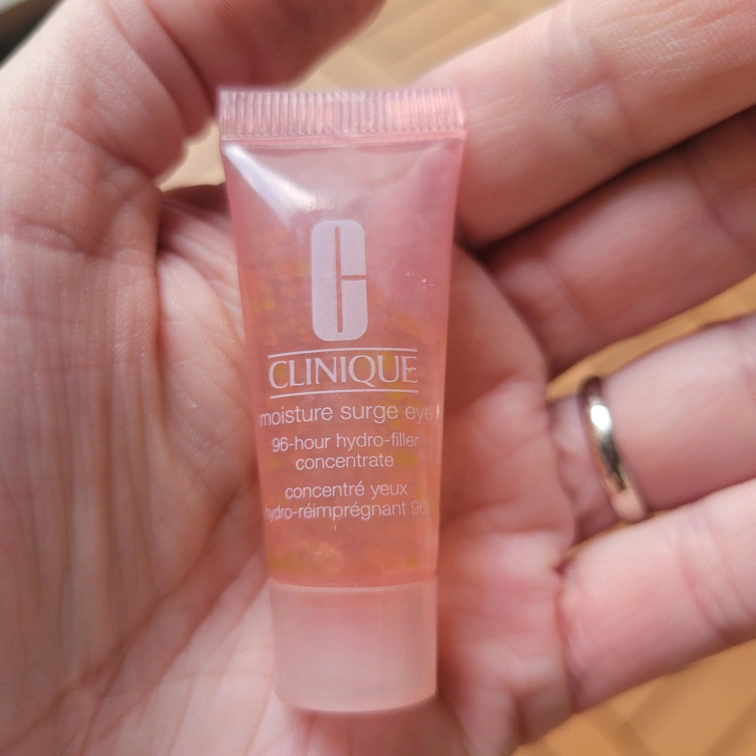 C
CLINIQUE
moisture surge eye
96-hour hydro-filler
concentrate
concentré yeux
hydro-réimprégnant